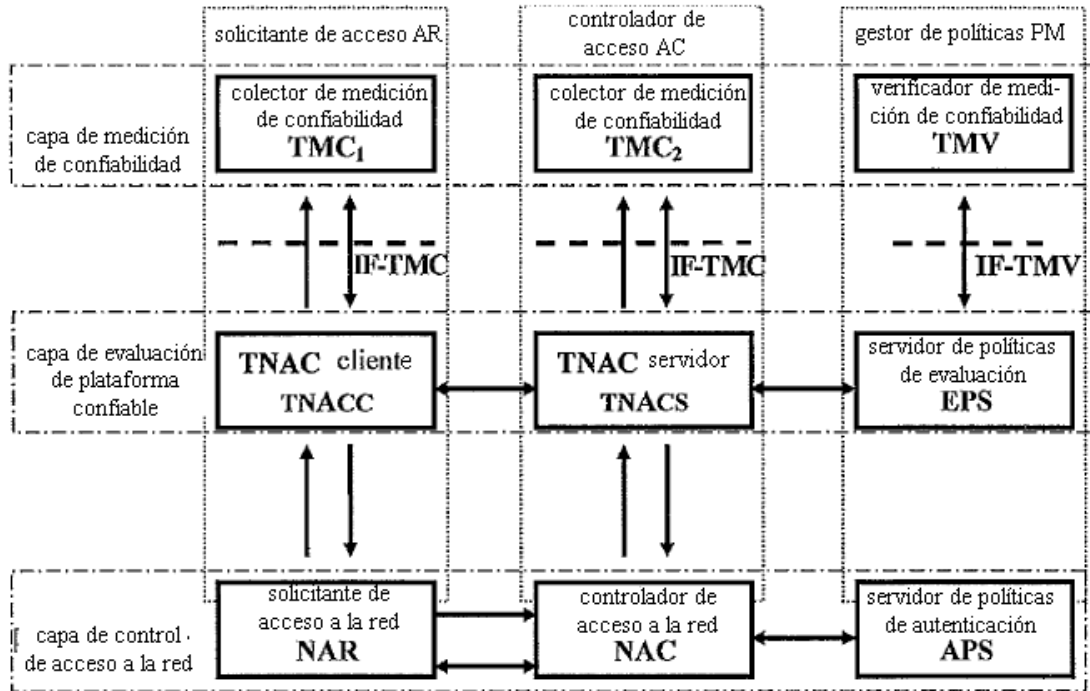 solicitante de acceso AR
controlador de
acceso AC
gestor de políticas PM
capa de medición
de confiabilidad
colector de medición
de confiabilidad
TMC1
colector de medición
de confiabilidad
TMC2
verificador de medi-
ción de confiabilidad
TMV
IF-TMC
IF-TMC
IF-TMV
capa de evaluación
de plataforma
confiable
TNAC cliente
TNACC
TNAC servidor
TNACS
servidor de políticas
de evaluación
EPS
capa de control
de acceso a la red
solicitante de
acceso a la red
NAR
controlador de
acceso a la red
NAC
servidor de políticas
de autenticación
APS